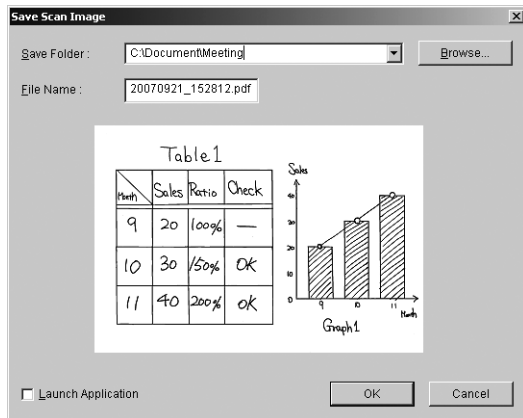 Save Scan Image
Save Folder :
C:\Document\Meeting
Browse...
File Name :
20070921_152812.pdf
Table 1
Month Sales Ratio Check
9 20 100% —
10 30 150% OK
11 40 200% OK
Sales
40
30
20
10
0
9 10 11
Month
Graph1
Launch Application
OK
Cancel